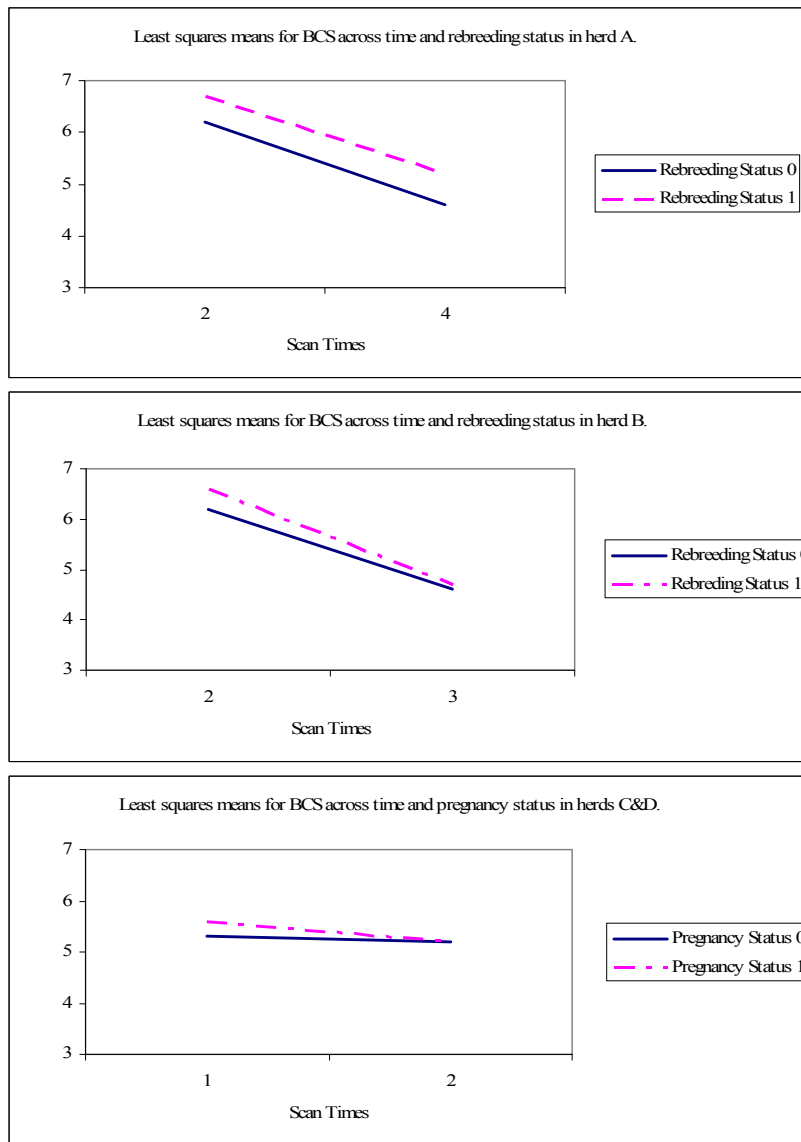 Least squares means for BCS across time and rebreeding status in herd A.
7
6
5
4
3
2 4
Scan Times
Rebreeding Status 0
Rebreeding Status 1
Least squares means for BCS across time and rebreeding status in herd B.
7
6
5
4
3
2 3
Scan Times
Rebreeding Status 0
Rebreding Status 1
Least squares means for BCS across time and pregnancy status in herds C&D.
7
6
5
4
3
1 2
Scan Times
Pregnancy Status 0
Pregnancy Status 1